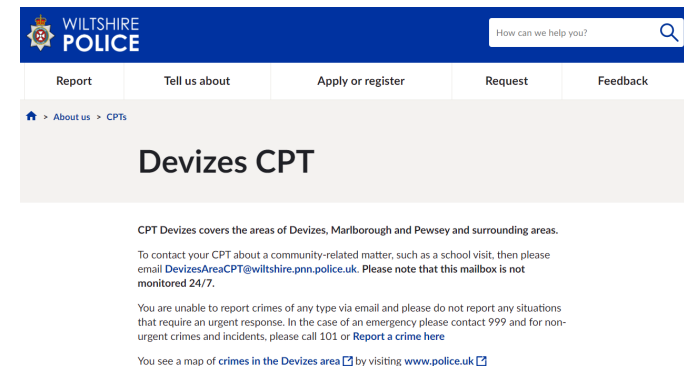 WILTSHIRE
POLICE
How can we help you?
Report Tell us about Apply or register Request Feedback
> About us > CPTs
Devizes CPT
CPT Devizes covers the areas of Devizes, Marlborough and Pewsey and surrounding areas.
To contact your CPT about a community-related matter, such as a school visit, then please
email DevizesAreaCPT@wiltshire.pnn.police.uk. Please note that this mailbox is not
monitored 24/7.
You are unable to report crimes of any type via email and please do not report any situations
that require an urgent response. In the case of an emergency please contact 999 and for non-
urgent crimes and incidents, please call 101 or Report a crime here
You see a map of crimes in the Devizes area by visiting www.police.uk